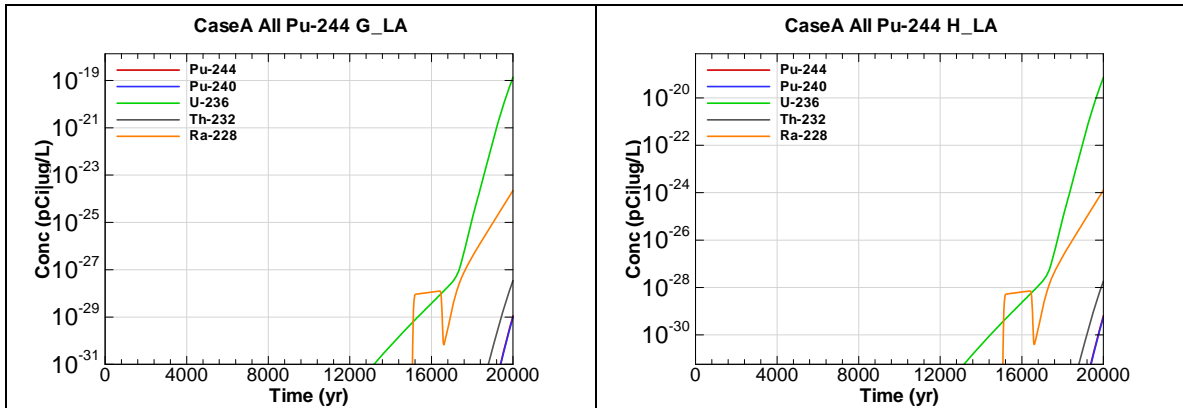 CaseA All Pu-244 G_LA
Conc (pCi|ug/L)
10^-19
10^-21
10^-23
10^-25
10^-27
10^-29
10^-31
Pu-244
Pu-240
U-236
Th-232
Ra-228
0 4000 8000 12000 16000 20000
Time (yr)
CaseA All Pu-244 H_LA
Conc (pCi|ug/L)
10^-20
10^-22
10^-24
10^-26
10^-28
10^-30
Pu-244
Pu-240
U-236
Th-232
Ra-228
0 4000 8000 12000 16000 20000
Time (yr)